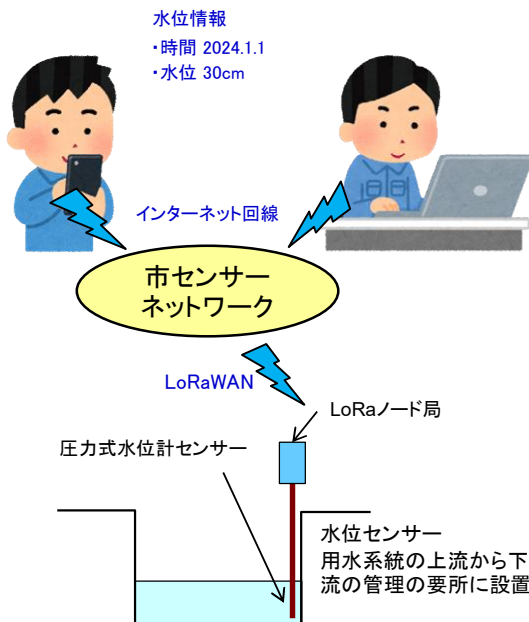 水位情報
・時間 2024.1.1
・水位 30cm
インターネット回線
市センサー
ネットワーク
LoRaWAN
LoRaノード局
圧力式水位計センサー
水位センサー
用水系統の上流から下
流の管理の要所に設置